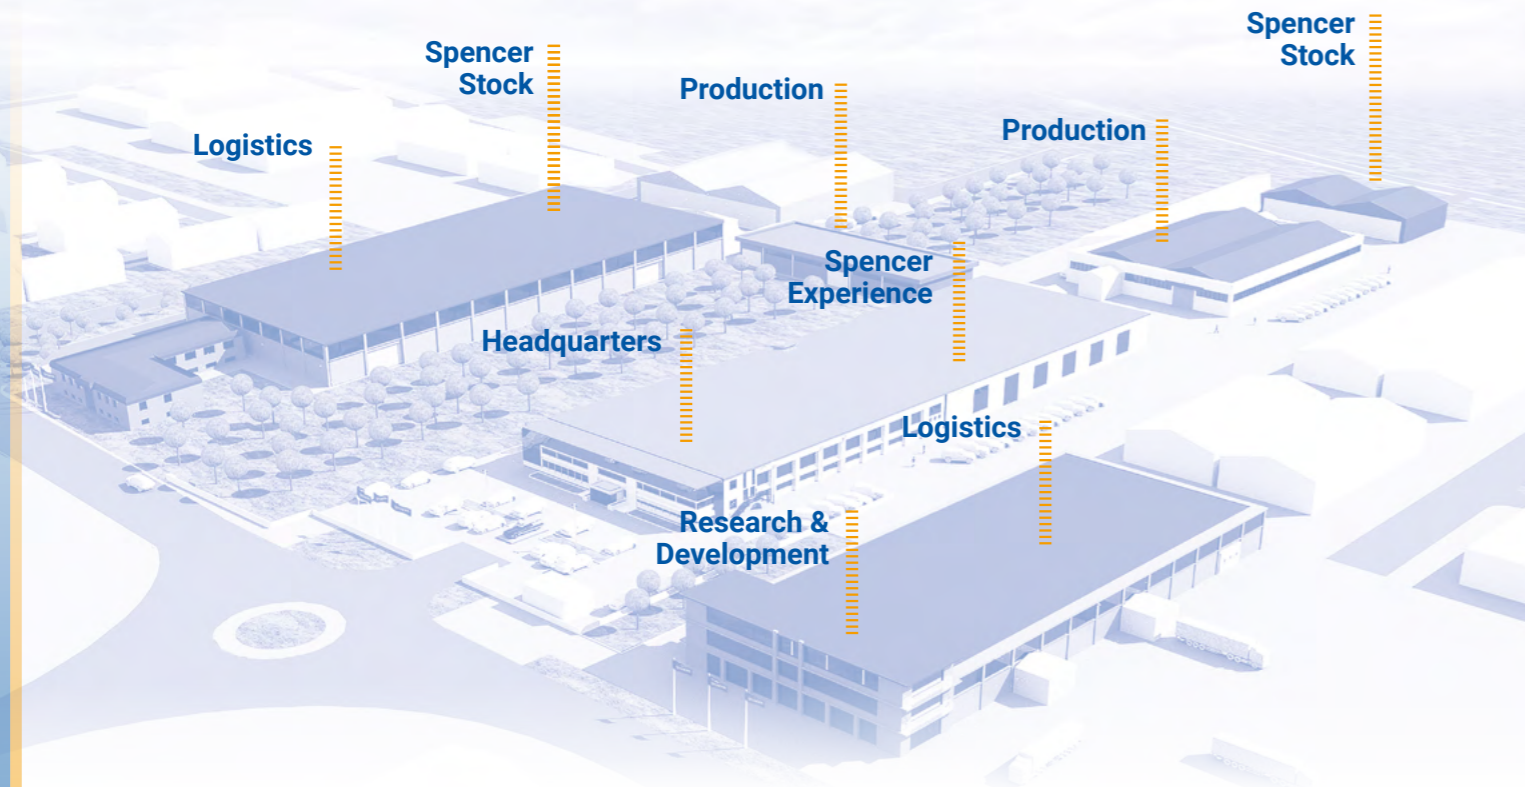 Spencer
Stock
Spencer
Stock
Production
Production
Logistics
Spencer
Experience
Headquarters
Logistics
Research &
Development